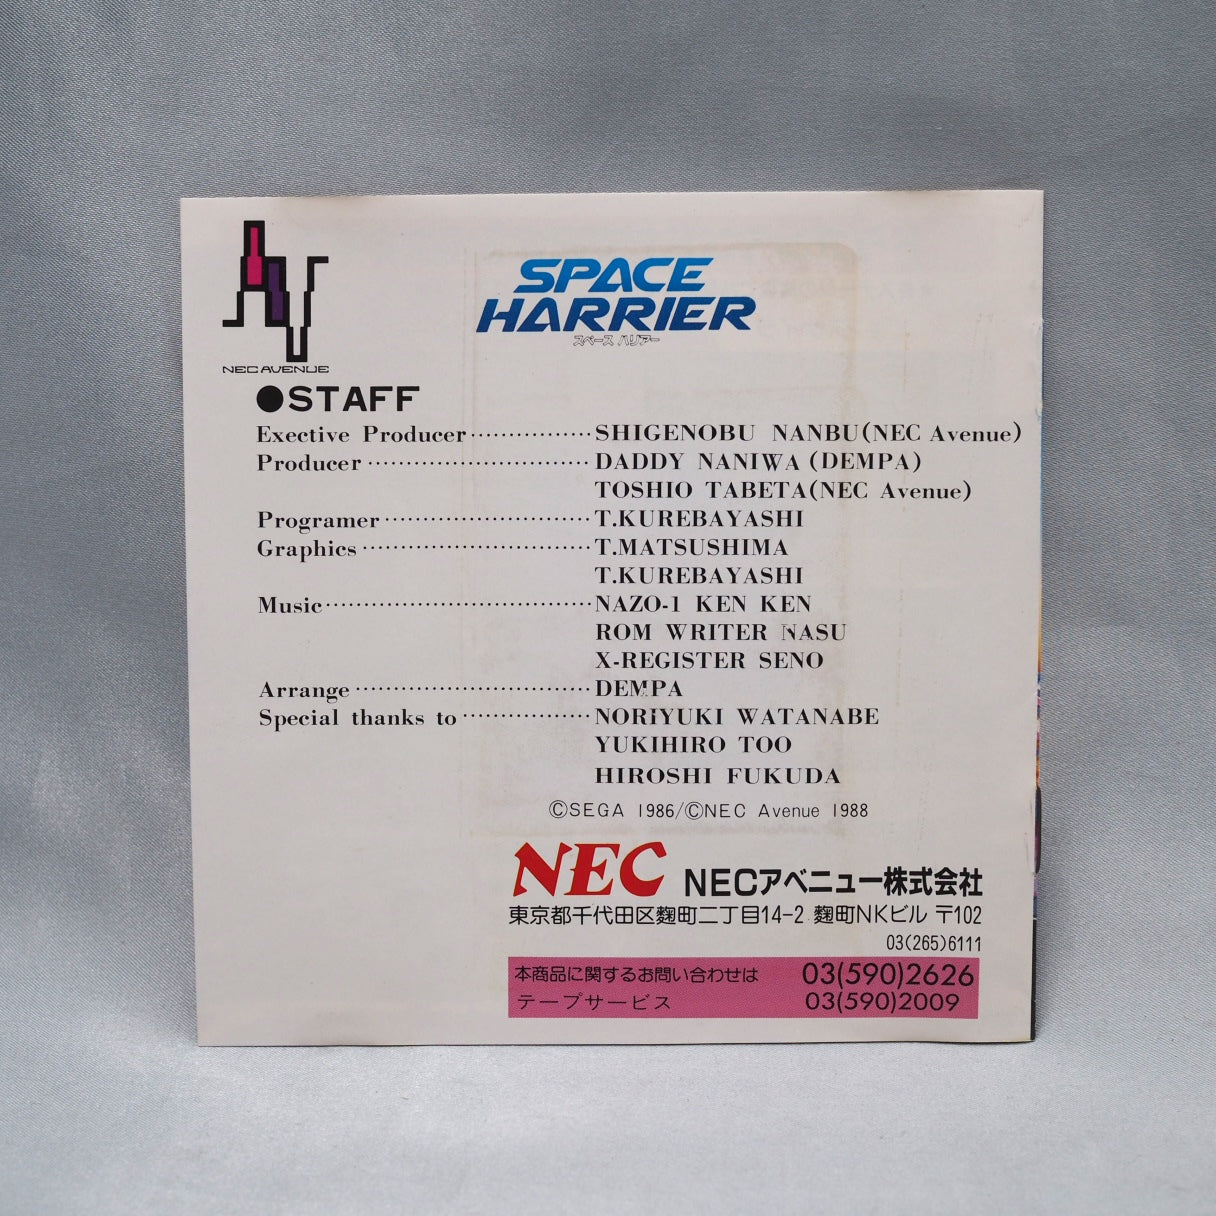 NEC AVENUE
SPACE
HARRIER
スペース ハリアー
●STAFF
Exective Producer ··············· SHIGENOBU NANBU(NEC Avenue)
Producer ···························· DADDY NANIWA (DEMPA)
TOSHIO TABETA(NEC Avenue)
Programer ·························· T.KUREBAYASHI
Graphics ····························· T.MATSUSHIMA
T.KUREBAYASHI
Music ·································· NAZO-1 KEN KEN
ROM WRITER NASU
X-REGISTER SENO
Arrange ······························ DEMPA
Special thanks to ················· NORIYUKI WATANABE
YUKIHIRO TOO
HIROSHI FUKUDA
©SEGA 1986/©NEC Avenue 1988
NEC NECアベニュー株式会社
東京都千代田区麹町二丁目14-2 麹町NKビル 〒102
03(265)6111
本商品に関するお問い合わせは 03(590)2626
テープサービス 03(590)2009